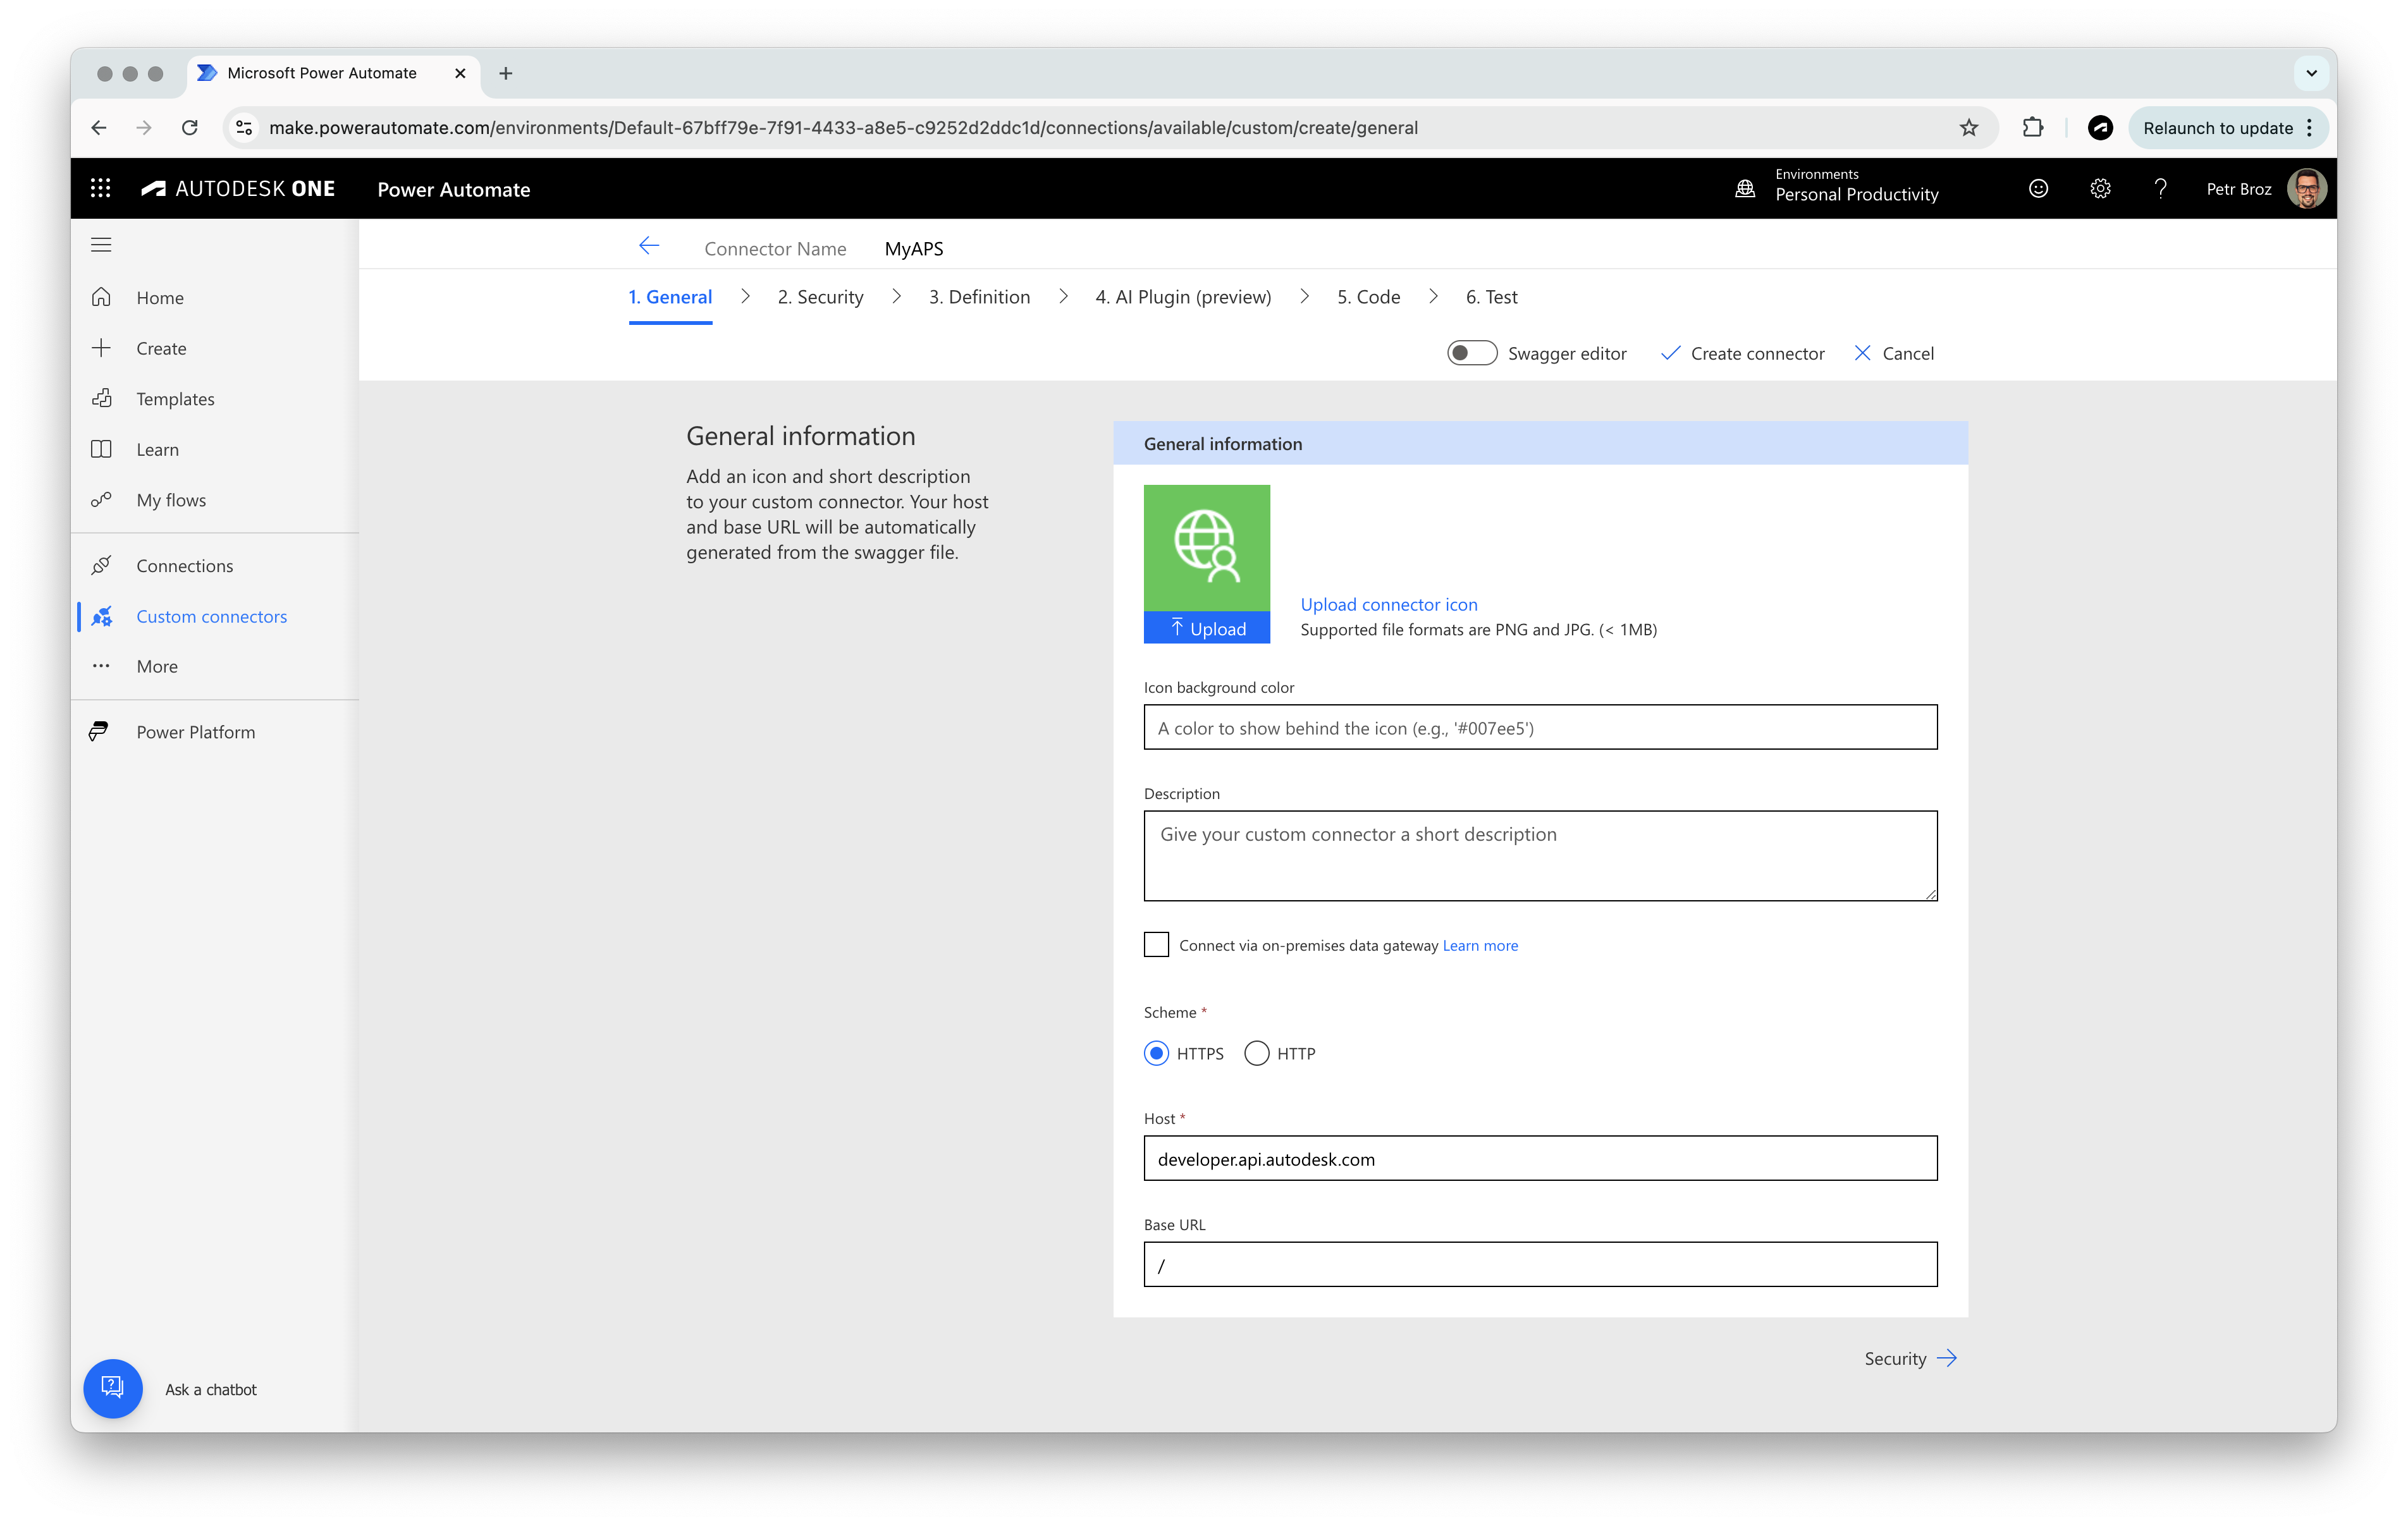 Microsoft Power Automate
make.powerautomate.com/environments/Default-67bff79e-7f91-4433-a8e5-c9252d2ddc1d/connections/available/custom/create/general
Relaunch to update
AUTODESK ONE
Power Automate
Environments
Personal Productivity
Petr Broz
Connector Name
MyAPS
1. General
2. Security
3. Definition
4. AI Plugin (preview)
5. Code
6. Test
Swagger editor
Create connector
Cancel
Home
Create
Templates
Learn
My flows
Connections
Custom connectors
More
Power Platform
Ask a chatbot
General information
Add an icon and short description
to your custom connector. Your host
and base URL will be automatically
generated from the swagger file.
General information
Upload
Upload connector icon
Supported file formats are PNG and JPG. (< 1MB)
Icon background color
A color to show behind the icon (e.g., '#007ee5')
Description
Give your custom connector a short description
Connect via on-premises data gateway Learn more
Scheme *
HTTPS
HTTP
Host *
developer.api.autodesk.com
Base URL
/
Security